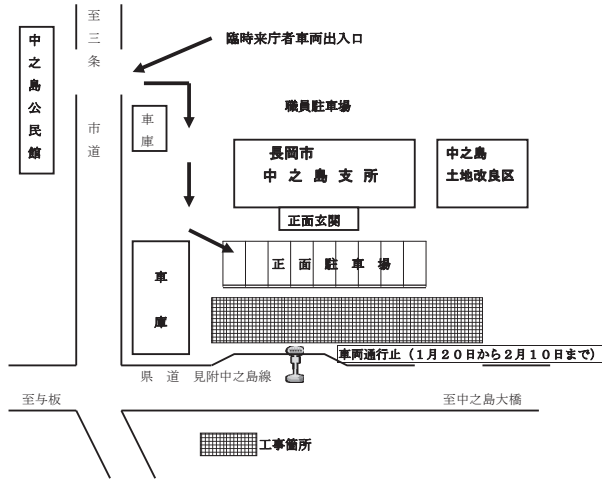 至三条
中之島公民館
市道
臨時来庁者車両出入口
車庫
職員駐車場
長岡市
中之島支所
中之島
土地改良区
正面玄関
正面駐車場
車庫
車両通行止（１月２０日から２月１０日まで）
県道　見附中之島線
至与板
至中之島大橋
工事箇所